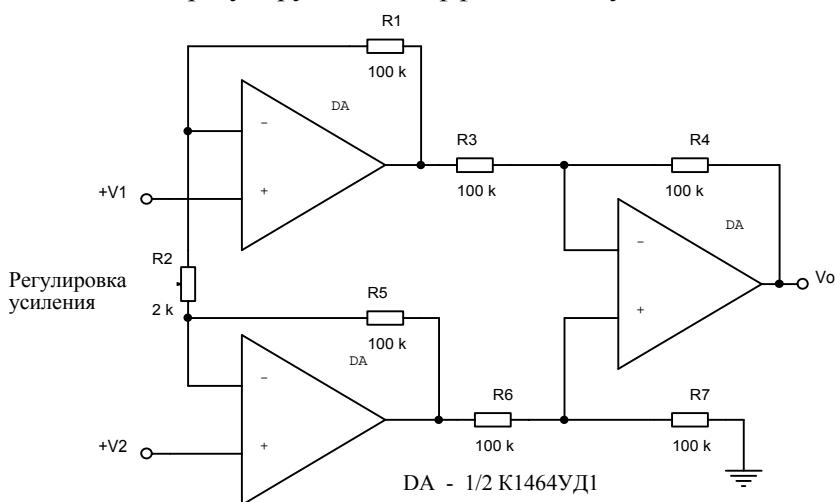 R1
100 k
DA
−
+
+V1
R3
100 k
R4
100 k
DA
−
+
Vo
R2
2 k
Регулировка
усиления
R5
100 k
DA
−
+
+V2
R6
100 k
R7
100 k
DA - 1/2 К1464УД1